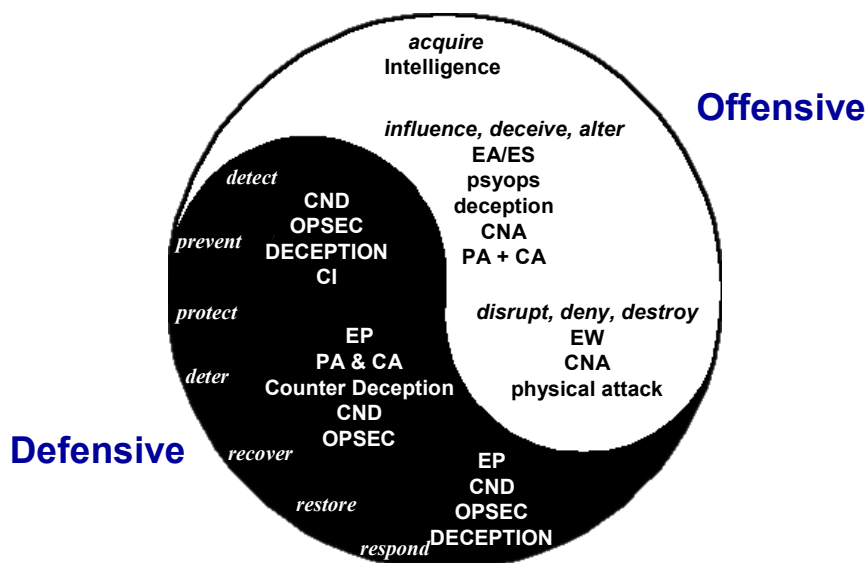 acquire
Intelligence
Offensive
influence, deceive, alter
EA/ES
psyops
deception
CNA
PA + CA
disrupt, deny, destroy
EW
CNA
physical attack
detect
prevent
protect
deter
recover
restore
respond
CND
OPSEC
DECEPTION
CI
EP
PA & CA
Counter Deception
CND
OPSEC
EP
CND
OPSEC
DECEPTION
Defensive